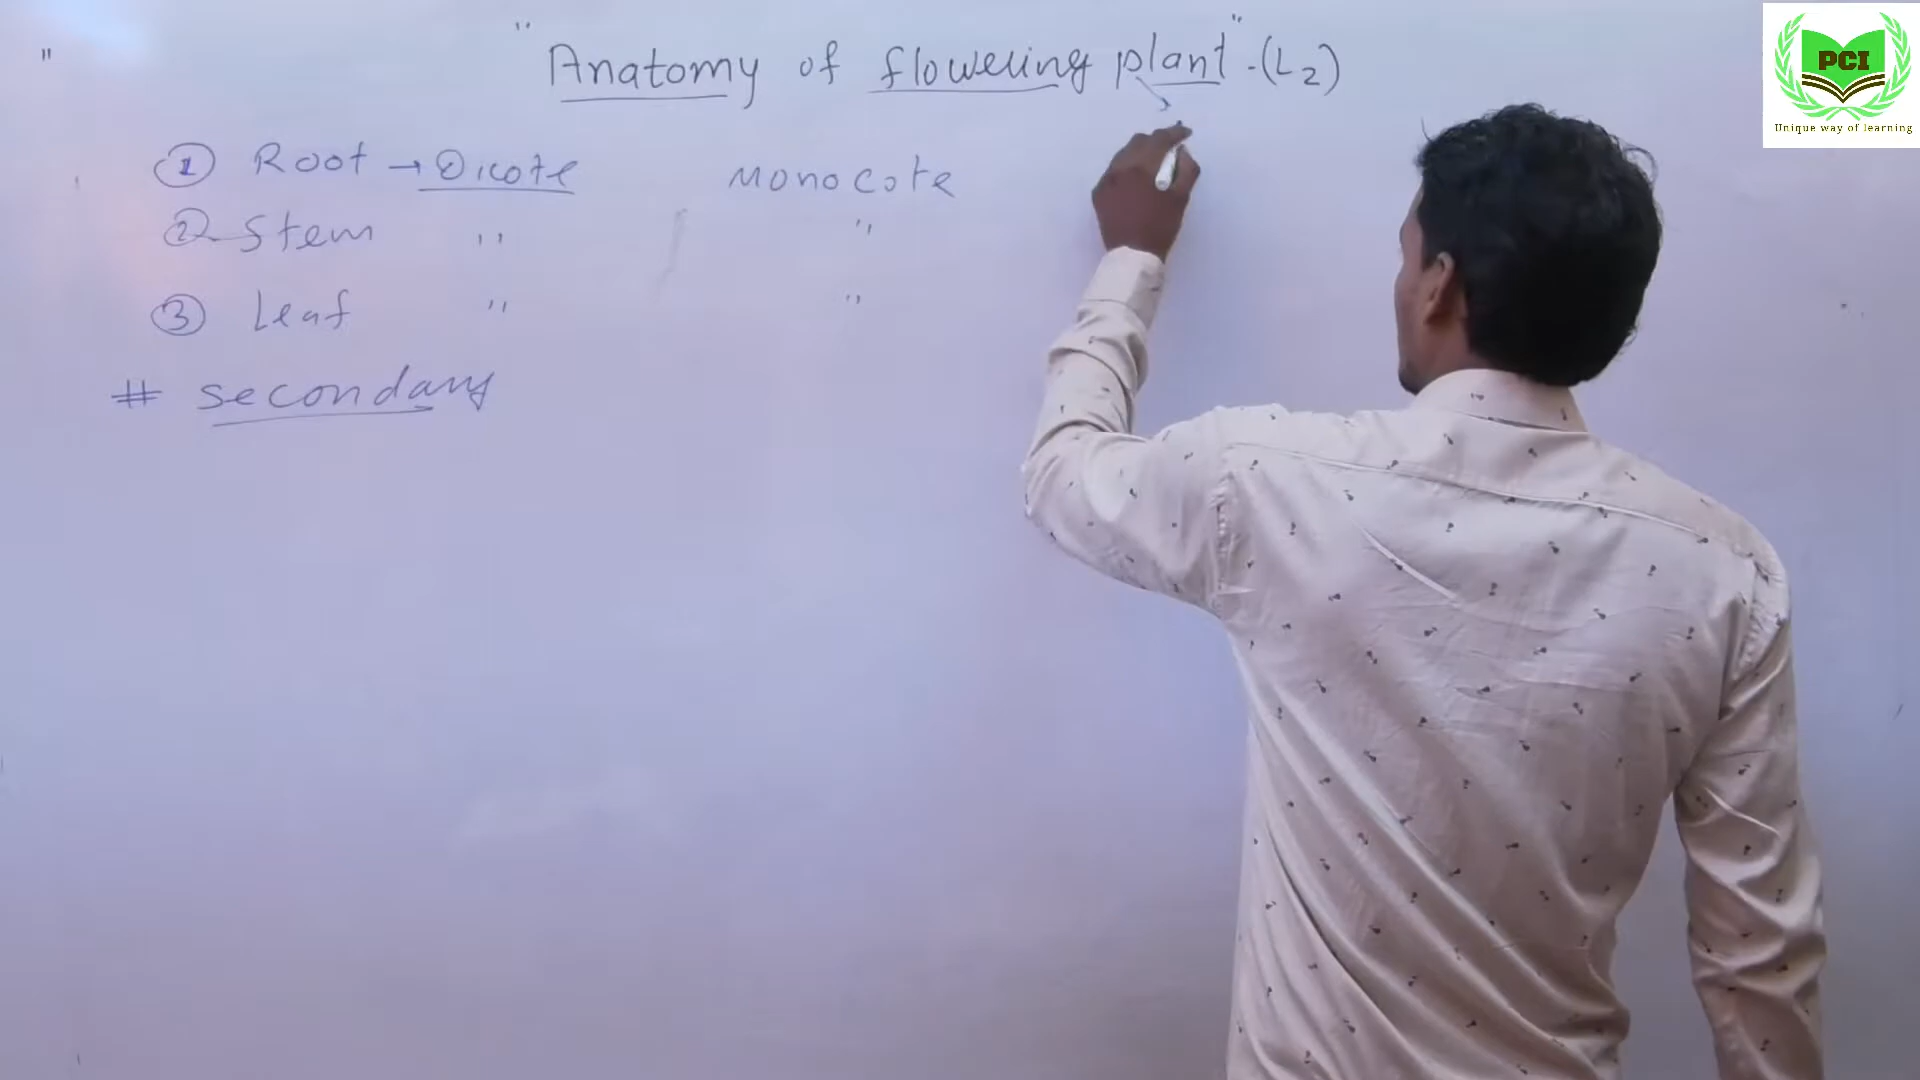 " Anatomy of flowering plant" - (L2)
① Root → Dicote Monocote
② Stem " "
③ Leaf " "
# secondary
PCI
Unique way of learning